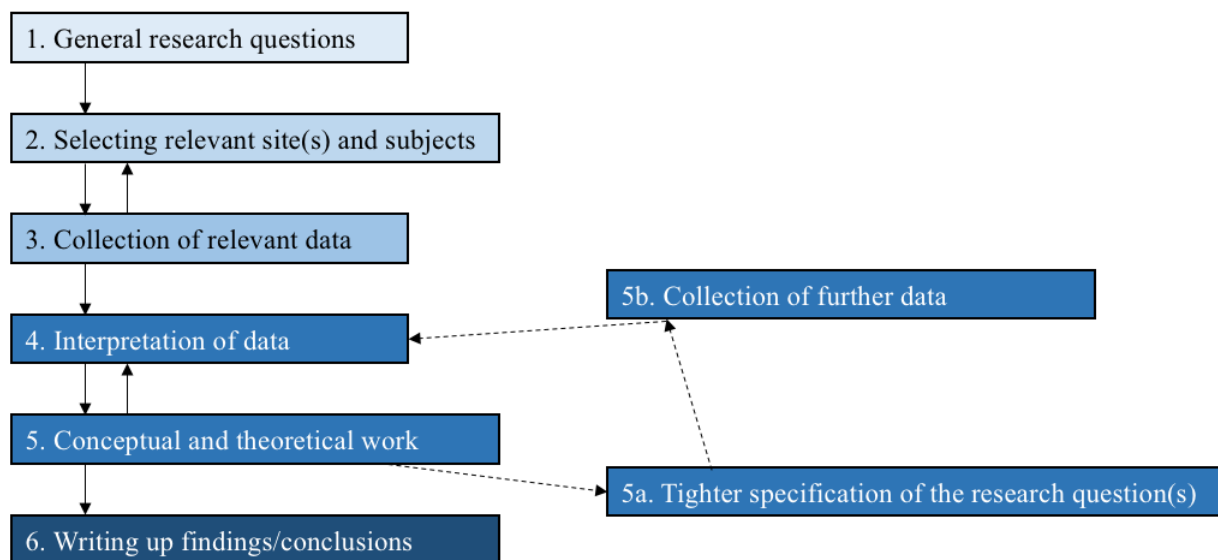 1. General research questions
2. Selecting relevant site(s) and subjects
3. Collection of relevant data
5b. Collection of further data
4. Interpretation of data
5. Conceptual and theoretical work
5a. Tighter specification of the research question(s)
6. Writing up findings/conclusions